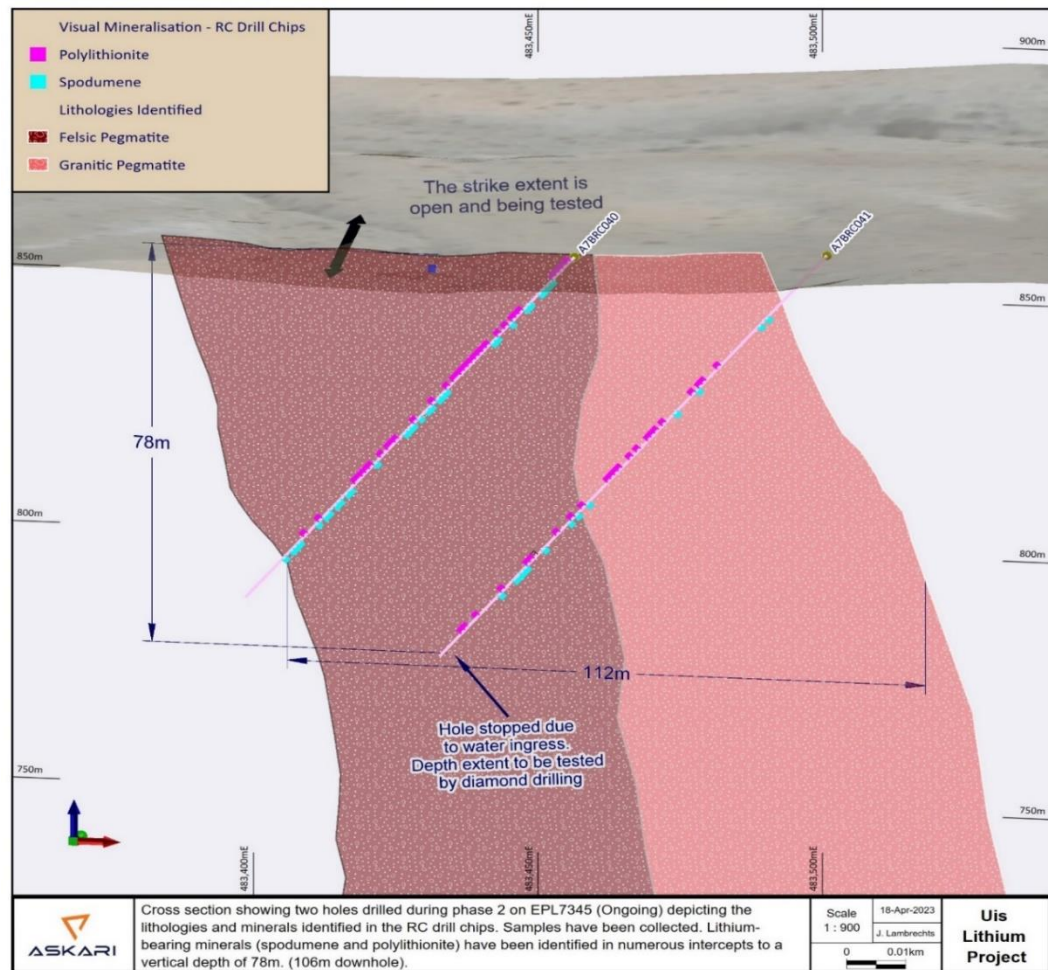 Visual Mineralisation - RC Drill Chips
Polylithionite
Spodumene
Lithologies Identified
Felsic Pegmatite
Granitic Pegmatite
483,450mE
483,500mE
900m
The strike extent is
open and being tested
A7BRC040
A7BRC041
850m
850m
78m
800m
800m
112m
Hole stopped due
to water ingress.
Depth extent to be tested
by diamond drilling
750m
750m
483,400mE
483,450mE
483,500mE
ASKARI
Cross section showing two holes drilled during phase 2 on EPL7345 (Ongoing) depicting the
lithologies and minerals identified in the RC drill chips. Samples have been collected. Lithium-
bearing minerals (spodumene and polylithionite) have been identified in numerous intercepts to a
vertical depth of 78m. (106m downhole).
Scale
1 : 900
0 0.01km
18-Apr-2023
J. Lambrechts
Uis
Lithium
Project